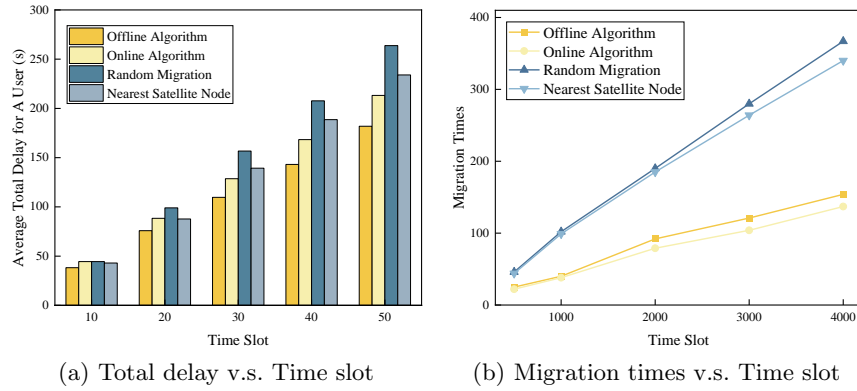 300
250
200
150
100
50
0
Average Total Delay for A User (s)
Offline Algorithm
Online Algorithm
Random Migration
Nearest Satellite Node
10 20 30 40 50
Time Slot
(a) Total delay v.s. Time slot
400
300
200
100
0
Migration Times
Offline Algorithm
Online Algorithm
Random Migration
Nearest Satellite Node
1000 2000 3000 4000
Time Slot
(b) Migration times v.s. Time slot